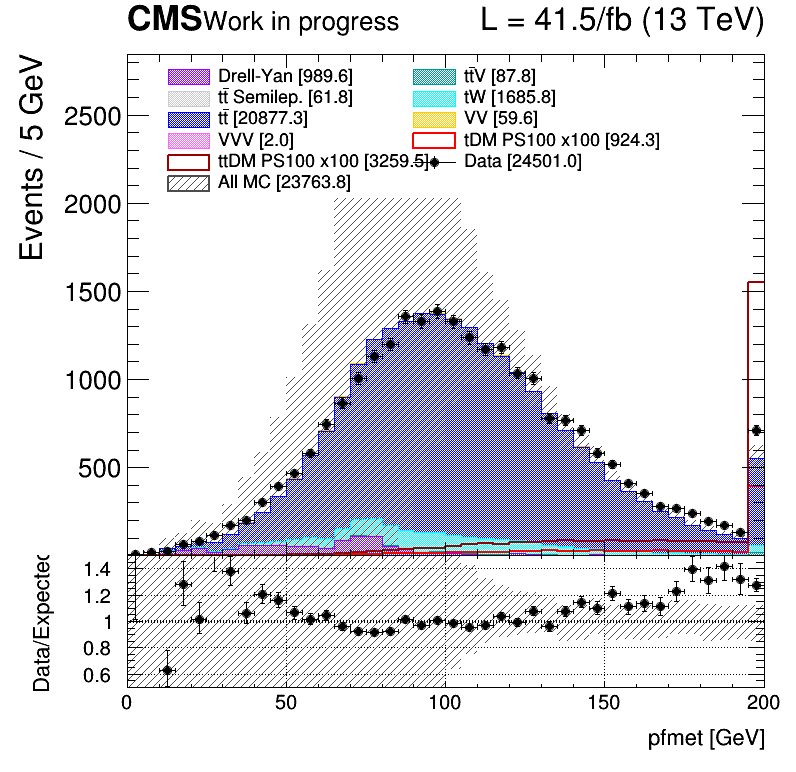 CMS Work in progress L = 41.5/fb (13 TeV)
Drell-Yan [989.6] tt̄V [87.8]
tt̄ Semilep. [61.8] tW [1685.8]
tt̄ [20877.3] VV [59.6]
VVV [2.0] tDM PS100 x100 [924.3]
ttDM PS100 x100 [3259.5] Data [24501.0]
All MC [23763.8]
Events / 5 GeV
2500
2000
1500
1000
500
Data/Expected
1.4
1.2
1
0.8
0.6
0 50 100 150 200
pfmet [GeV]